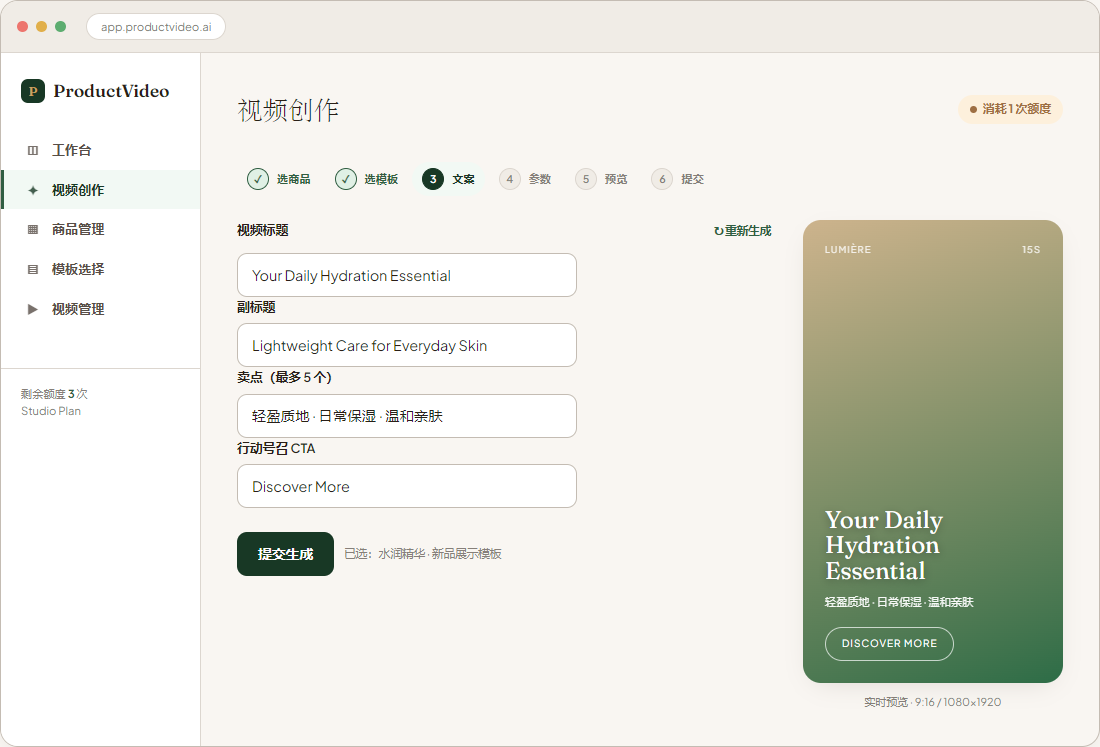 app.productvideo.ai
P ProductVideo
工作台
视频创作
商品管理
模板选择
视频管理
剩余额度 3 次
Studio Plan
视频创作
消耗 1 次额度
✓ 选商品
✓ 选模板
3 文案
4 参数
5 预览
6 提交
视频标题
↻重新生成
Your Daily Hydration Essential
副标题
Lightweight Care for Everyday Skin
卖点（最多 5 个）
轻盈质地 · 日常保湿 · 温和亲肤
行动号召 CTA
Discover More
提交生成
已选：水润精华 · 新品展示模板
LUMIÈRE
15S
Your Daily
Hydration
Essential
轻盈质地 · 日常保湿 · 温和亲肤
DISCOVER MORE
实时预览 · 9:16 / 1080×1920